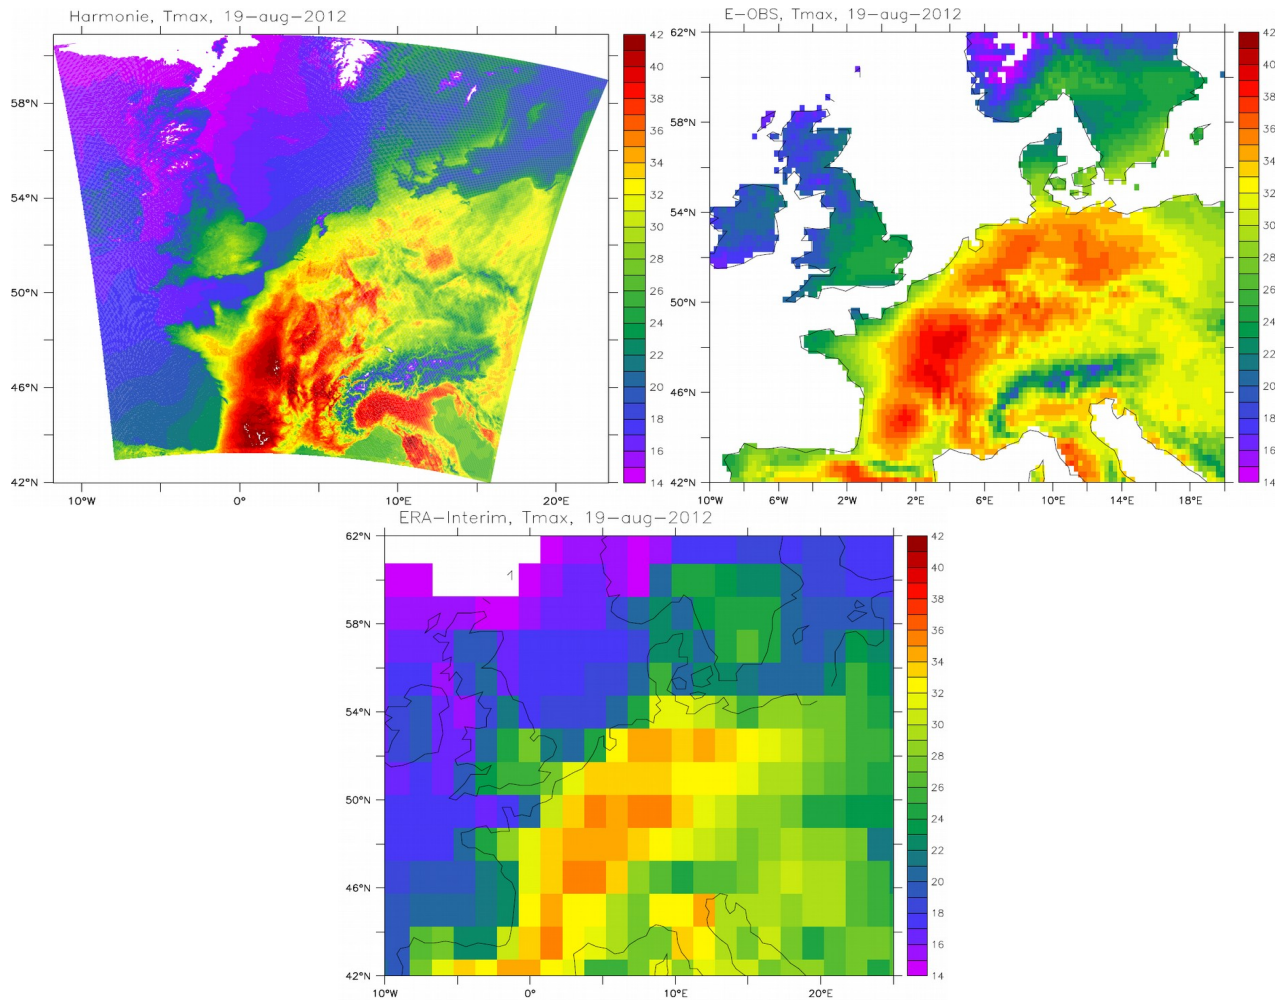 Harmonie, Tmax, 19-aug-2012
58°N
54°N
50°N
46°N
42°N
10°W
0°
10°E
20°E
42
40
38
36
34
32
30
28
26
24
22
20
18
16
14
E-OBS, Tmax, 19-aug-2012
62°N
58°N
54°N
50°N
46°N
42°N
10°W
6°W
2°W
2°E
6°E
10°E
14°E
18°E
42
40
38
36
34
32
30
28
26
24
22
20
18
16
14
ERA-Interim, Tmax, 19-aug-2012
62°N
58°N
54°N
50°N
46°N
42°N
10°W
0°
10°E
20°E
1
42
40
38
36
34
32
30
28
26
24
22
20
18
16
14